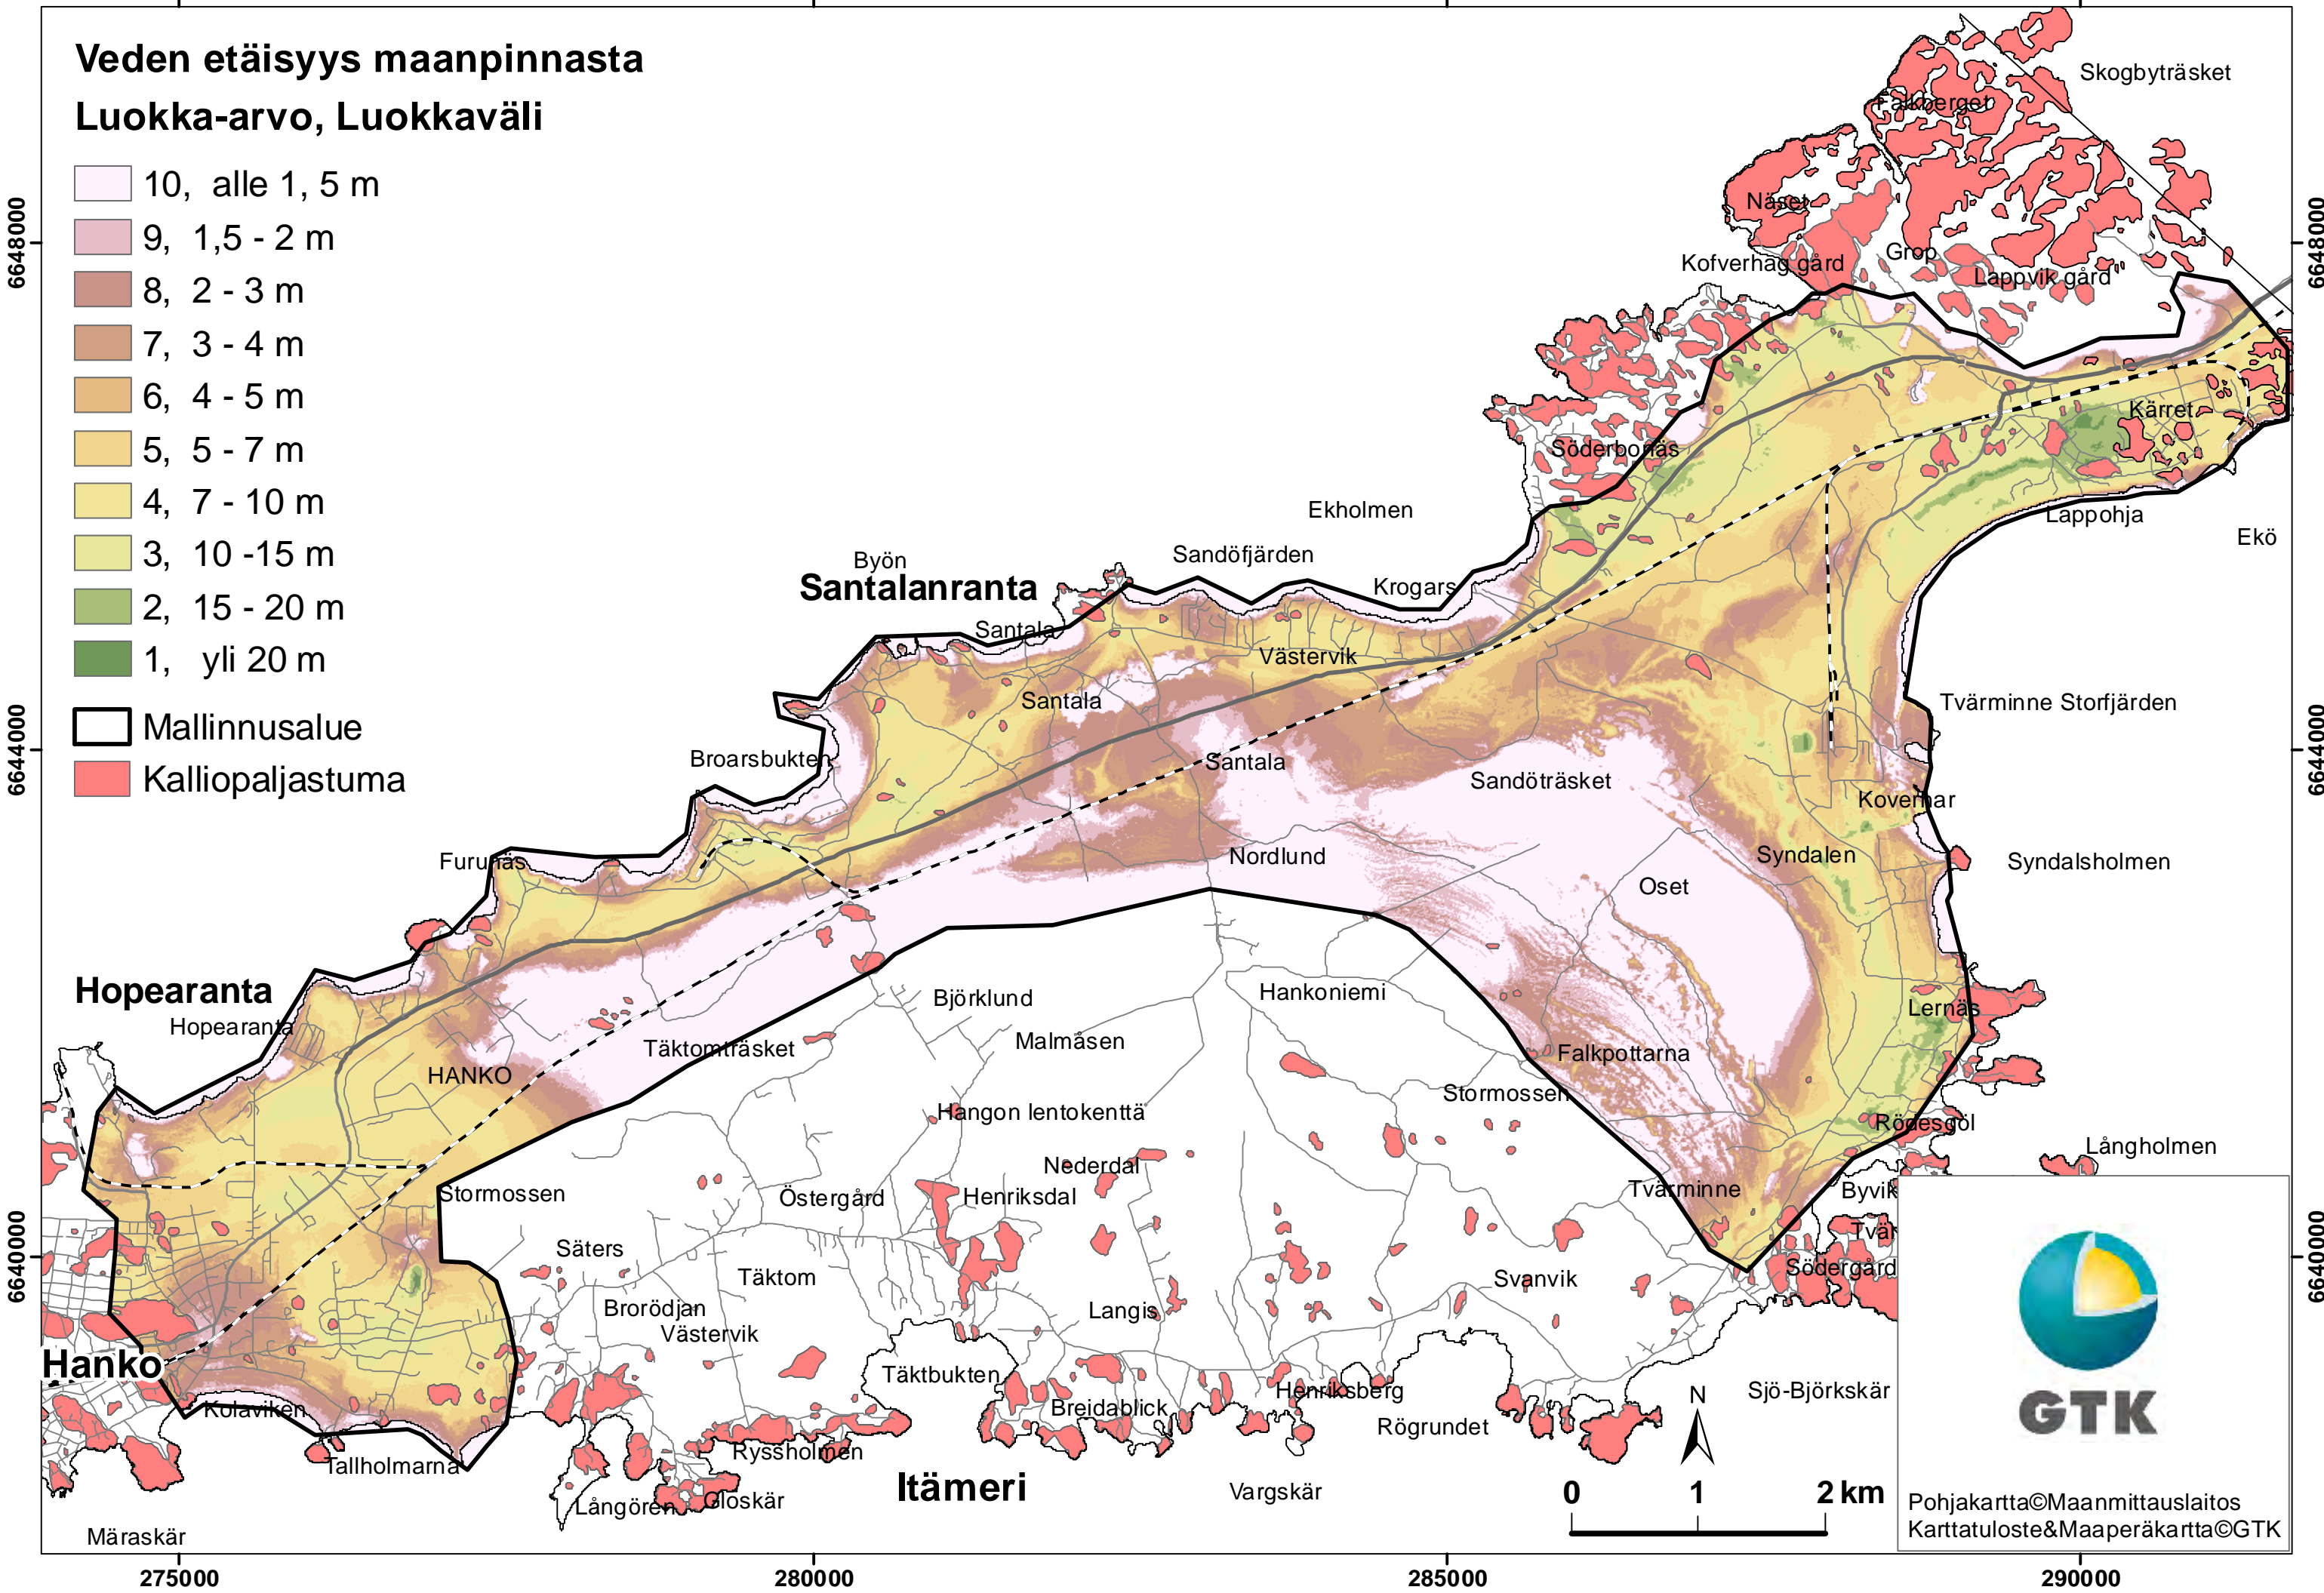 Veden etäisyys maanpinnasta
Luokka-arvo, Luokkaväli
10, alle 1, 5 m
9, 1,5 - 2 m
8, 2 - 3 m
7, 3 - 4 m
6, 4 - 5 m
5, 5 - 7 m
4, 7 - 10 m
3, 10 -15 m
2, 15 - 20 m
1, yli 20 m
Mallinnusalue
Kalliopaljastuma
Skogbyträsket
Falkberget
Näset
Grop
Kofverhag gård
Lappvik gård
Kärret
Söderbonäs
Lappohja
Ekö
Ekholmen
Sandöfjärden
Byön
Santalanranta
Krogars
Santala
Västervik
Santala
Tvärminne Storfjärden
Broarsbukten
Santala
Sandöträsket
Koverhar
Furunäs
Nordlund
Syndalen
Syndalsholmen
Oset
Hopearanta
Björklund
Hankoniemi
Lernäs
Hopearanta
Täktomträsket
Malmåsen
Falkpottarna
HANKO
Stormossen
Hangon lentokenttä
Rödesgöl
Långholmen
Nederdal
Stormossen
Östergård
Henriksdal
Tvärminne
Byvik
Tvär
Säters
Täktom
Svanvik
Södergård
Brorödjan
Langis
Västervik
Hanko
Täktbukten
Henriksberg
Sjö-Björkskär
Kolaviken
Breidablick
Rögrundet
Ryssholmen
Tallholmarna
Itämeri
Vargskär
Långören
Gloskär
Märaskär
N
0 1 2 km
GTK
Pohjakartta©Maanmittauslaitos
Karttatuloste&Maaperäkartta©GTK
6648000
6644000
6640000
6648000
6644000
6640000
275000 280000 285000 290000